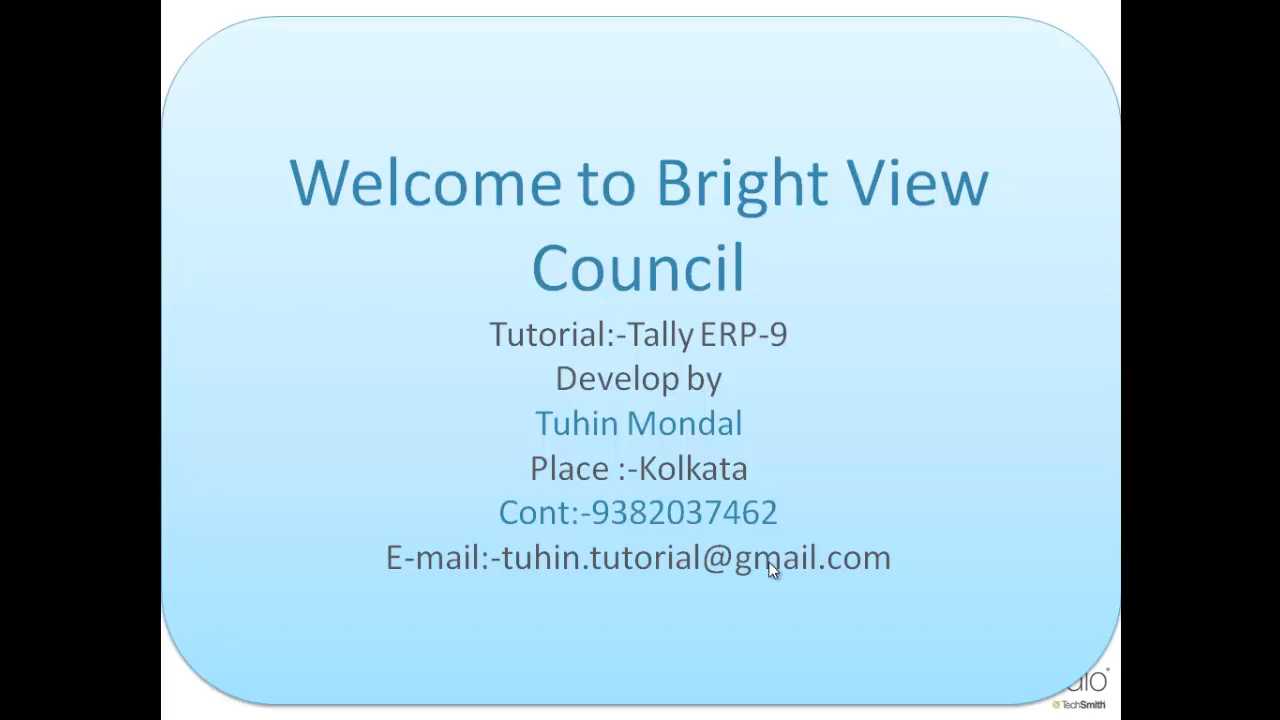 Welcome to Bright View
Council
Tutorial:-Tally ERP-9
Develop by
Tuhin Mondal
Place :-Kolkata
Cont:-9382037462
E-mail:-tuhin.tutorial@gmail.com
TechSmith